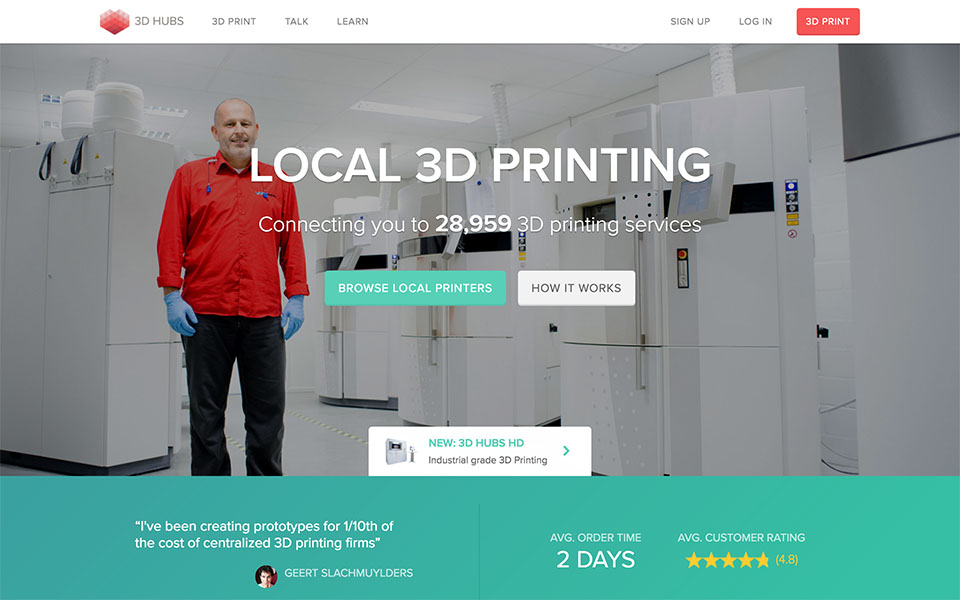 3D HUBS
3D PRINT
TALK
LEARN
SIGN UP
LOG IN
3D PRINT
LOCAL 3D PRINTING
Connecting you to 28,959 3D printing services
BROWSE LOCAL PRINTERS
HOW IT WORKS
NEW: 3D HUBS HD
Industrial grade 3D Printing
“I've been creating prototypes for 1/10th of
the cost of centralized 3D printing firms”
GEERT SLACHMUYLDERS
AVG. ORDER TIME
2 DAYS
AVG. CUSTOMER RATING
(4.8)